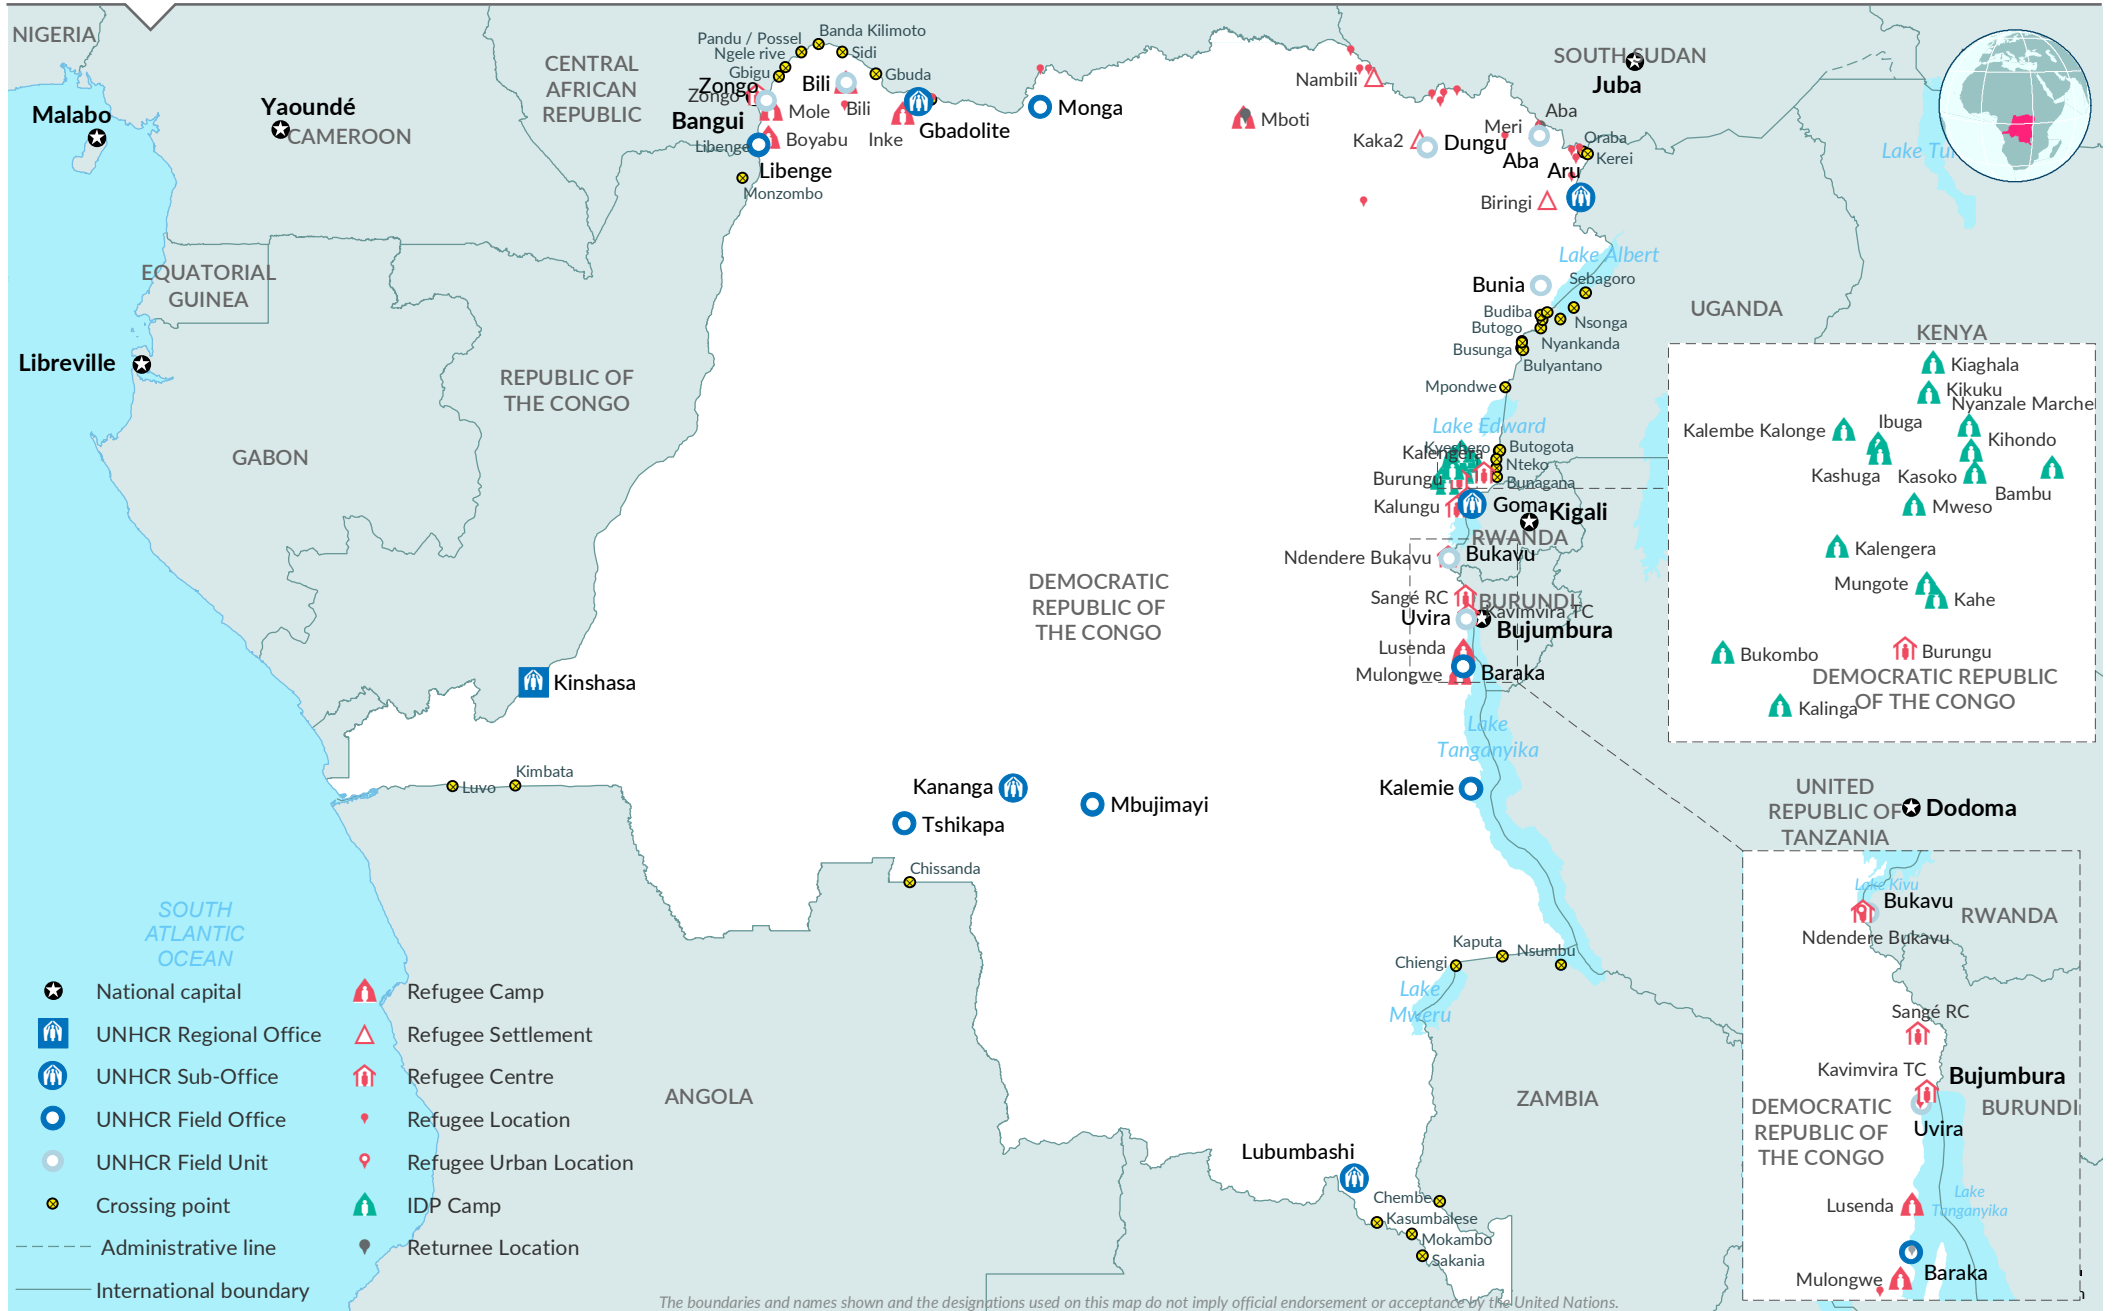 NIGERIA
Malabo
Yaoundé
CAMEROON
CENTRAL
AFRICAN
REPUBLIC
EQUATORIAL
GUINEA
Libreville
GABON
REPUBLIC OF
THE CONGO
Pandu / Possel
Banda Kilimoto
Ngele rive
Sidi
Gbigu
Gbuda
Zongo
Zongo
Bili
Bili
Mole
Bangui
Boyabu
Inke
Gbadolite
Libenge
Libenge
Monzombo
Monga
Mboti
Nambili
SOUTH SUDAN
Juba
Kaka2
Dungu
Meri
Aba
Aba
Oraba
Kerei
Aru
Biringi
Lake Tur
Lake Albert
Bunia
Sebagoro
Budiba
Nsonga
Butogo
Nyankanda
Busunga
Bulyantano
Mpondwe
UGANDA
KENYA
Lake Edward
Kyeshero
Butogota
Kalengera
Nteko
Burungu
Bunagana
Kalungu
Goma
Kigali
RWANDA
Ndendere Bukavu
Bukavu
Sangé RC
BURUNDI
Kavimvira TC
Uvira
Bujumbura
Lusenda
Mulongwe
Baraka
DEMOCRATIC
REPUBLIC OF
THE CONGO
Kinshasa
Luvo
Kimbata
Kananga
Mbujimayi
Tshikapa
Chissanda
Lake
Tanganyika
Kalemie
Kaputa
Nsumbu
Chiengi
Lake
Mweru
ANGOLA
ZAMBIA
Lubumbashi
Chembe
Kasumbalese
Mokambo
Sakania
Kiaghala
Kikuku
Nyanzale Marche
Ibuga
Kalembe Kalonge
Kihondo
Kashuga
Kasoko
Bambu
Mweso
Kalengera
Mungote
Kahe
Bukombo
Burungu
DEMOCRATIC REPUBLIC
OF THE CONGO
Kalinga
UNITED
REPUBLIC OF
TANZANIA
Dodoma
Lake Kivu
Bukavu
RWANDA
Ndendere Bukavu
Sangé RC
Kavimvira TC
Bujumbura
BURUNDI
DEMOCRATIC
REPUBLIC OF
THE CONGO
Uvira
Lake
Tanganyika
Lusenda
Baraka
Mulongwe
SOUTH
ATLANTIC
OCEAN
National capital
UNHCR Regional Office
UNHCR Sub-Office
UNHCR Field Office
UNHCR Field Unit
Crossing point
Administrative line
International boundary
Refugee Camp
Refugee Settlement
Refugee Centre
Refugee Location
Refugee Urban Location
IDP Camp
Returnee Location
The boundaries and names shown and the designations used on this map do not imply official endorsement or acceptance by the United Nations.